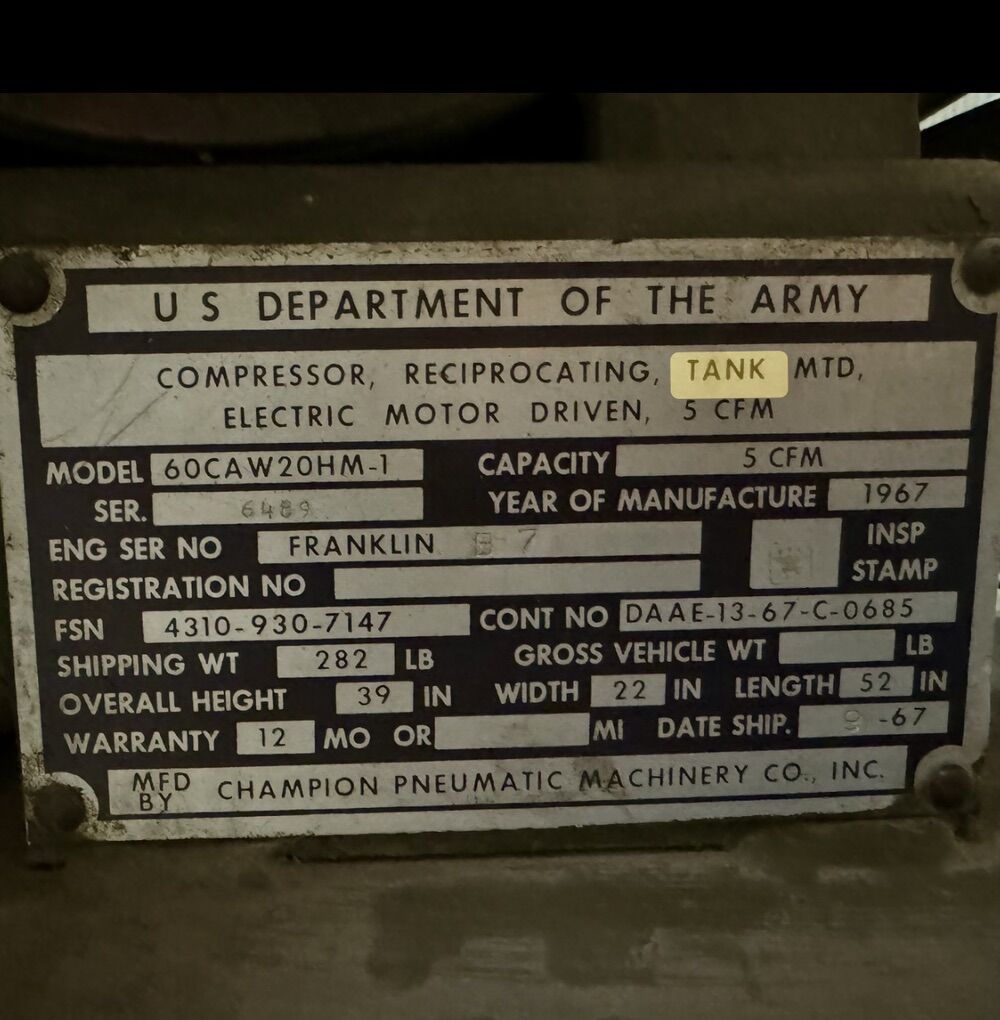 U S DEPARTMENT OF THE ARMY
COMPRESSOR, RECIPROCATING, TANK MTD,
ELECTRIC MOTOR DRIVEN, 5 CFM
MODEL 60CAW20HM-1 CAPACITY 5 CFM
SER. 6489 YEAR OF MANUFACTURE 1967
ENG SER NO FRANKLIN 7 INSP
REGISTRATION NO STAMP
FSN 4310-930-7147 CONT NO DAAE-13-67-C-0685
SHIPPING WT 282 LB GROSS VEHICLE WT LB
OVERALL HEIGHT 39 IN WIDTH 22 IN LENGTH 52 IN
WARRANTY 12 MO OR MI DATE SHIP. 9 -67
MFD BY CHAMPION PNEUMATIC MACHINERY CO., INC.